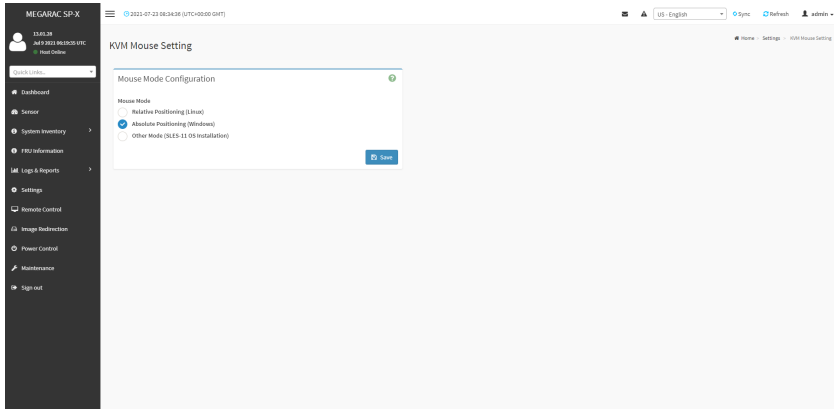 MEGARAC SP-X
2021-07-23 08:34:36 (UTC+00:00 GMT)
US - English
Sync
Refresh
admin
13.01.28
Jul 9 2021 06:19:35 UTC
Host Online
Quick Links..
Dashboard
Sensor
System Inventory
FRU Information
Logs & Reports
Settings
Remote Control
Image Redirection
Power Control
Maintenance
Sign out
KVM Mouse Setting
Home > Settings > KVM Mouse Setting
Mouse Mode Configuration
Mouse Mode
Relative Positioning (Linux)
Absolute Positioning (Windows)
Other Mode (SLES-11 OS Installation)
Save